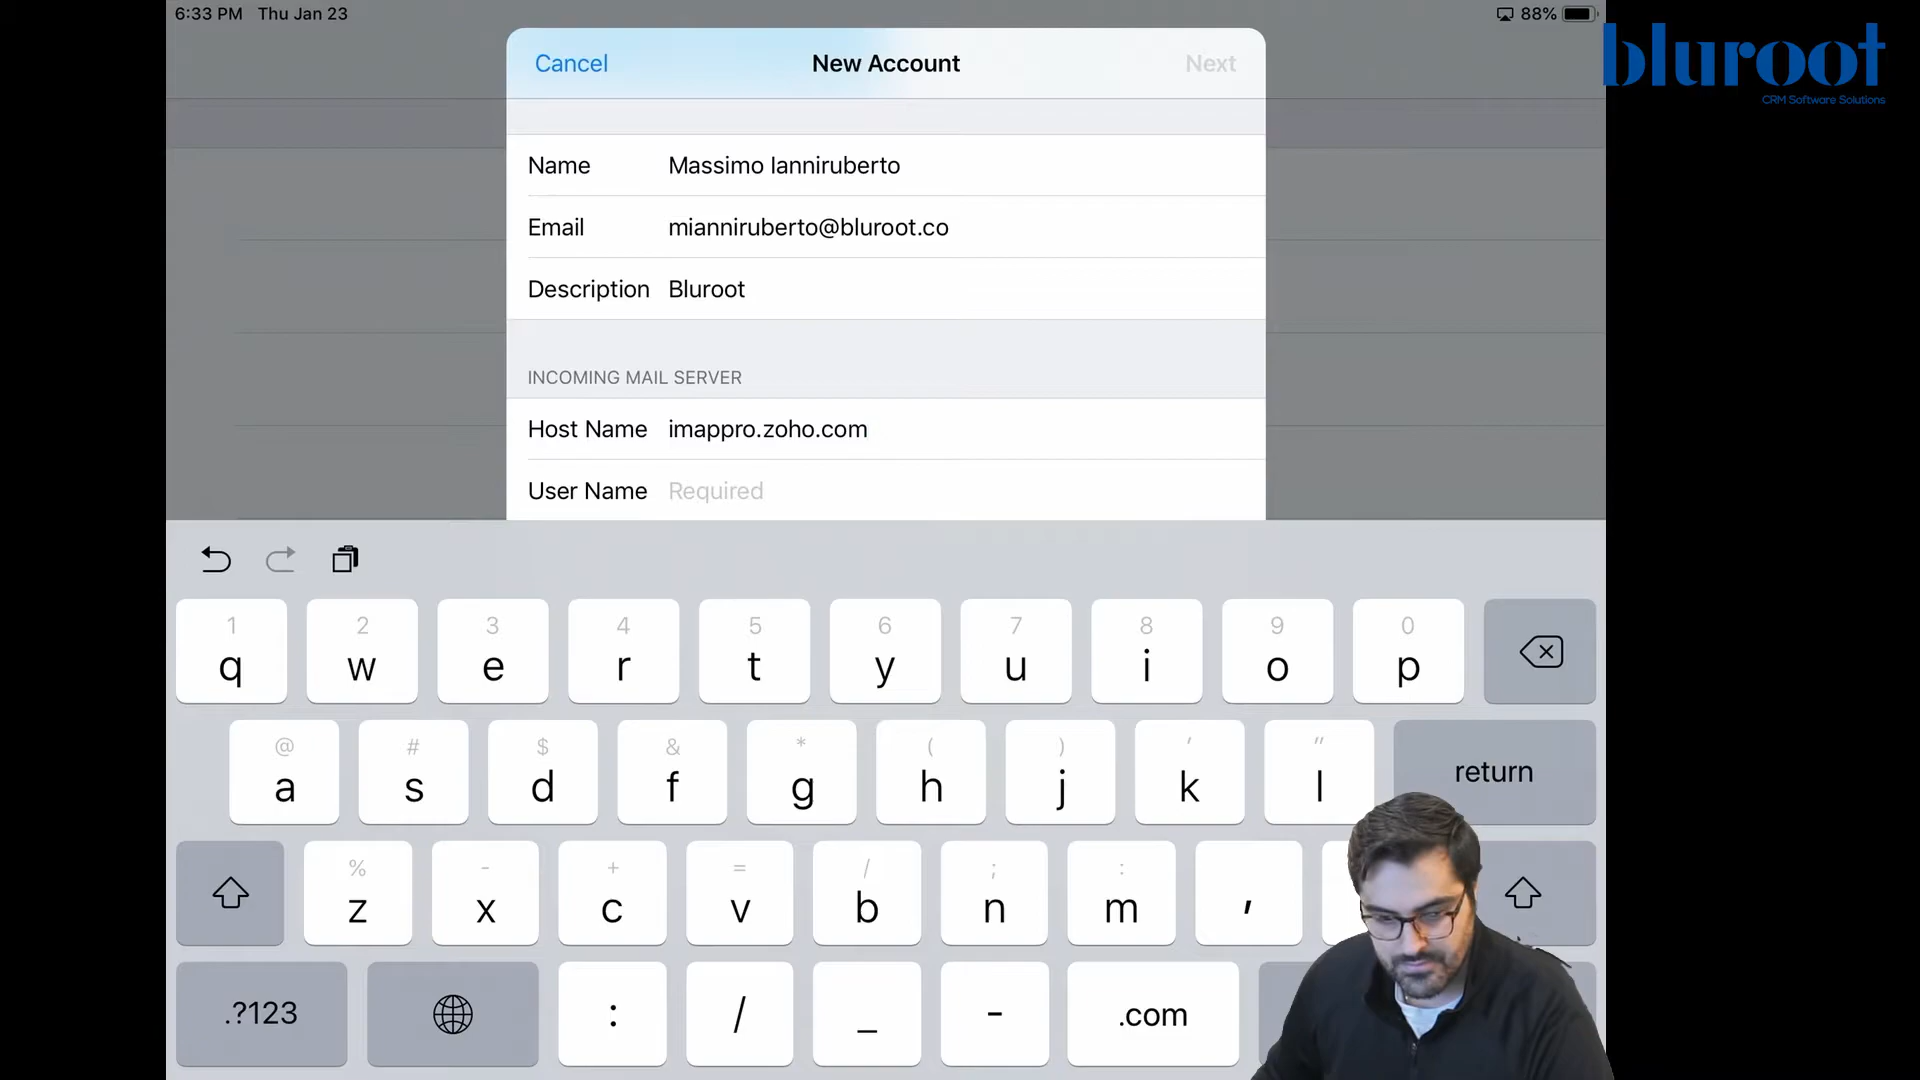 6:33 PM Thu Jan 23
88%
bluroot
CRM Software Solutions
Cancel New Account Next
Name Massimo Ianniruberto
Email mianniruberto@bluroot.co
Description Bluroot
INCOMING MAIL SERVER
Host Name imappro.zoho.com
User Name Required
1 2 3 4 5 6 7 8 9 0
q w e r t y u i o p
@ # $ & * ( ) ' "
a s d f g h j k l return
% - + = / ; :
z x c v b n m ,
.?123 : / _ - .com